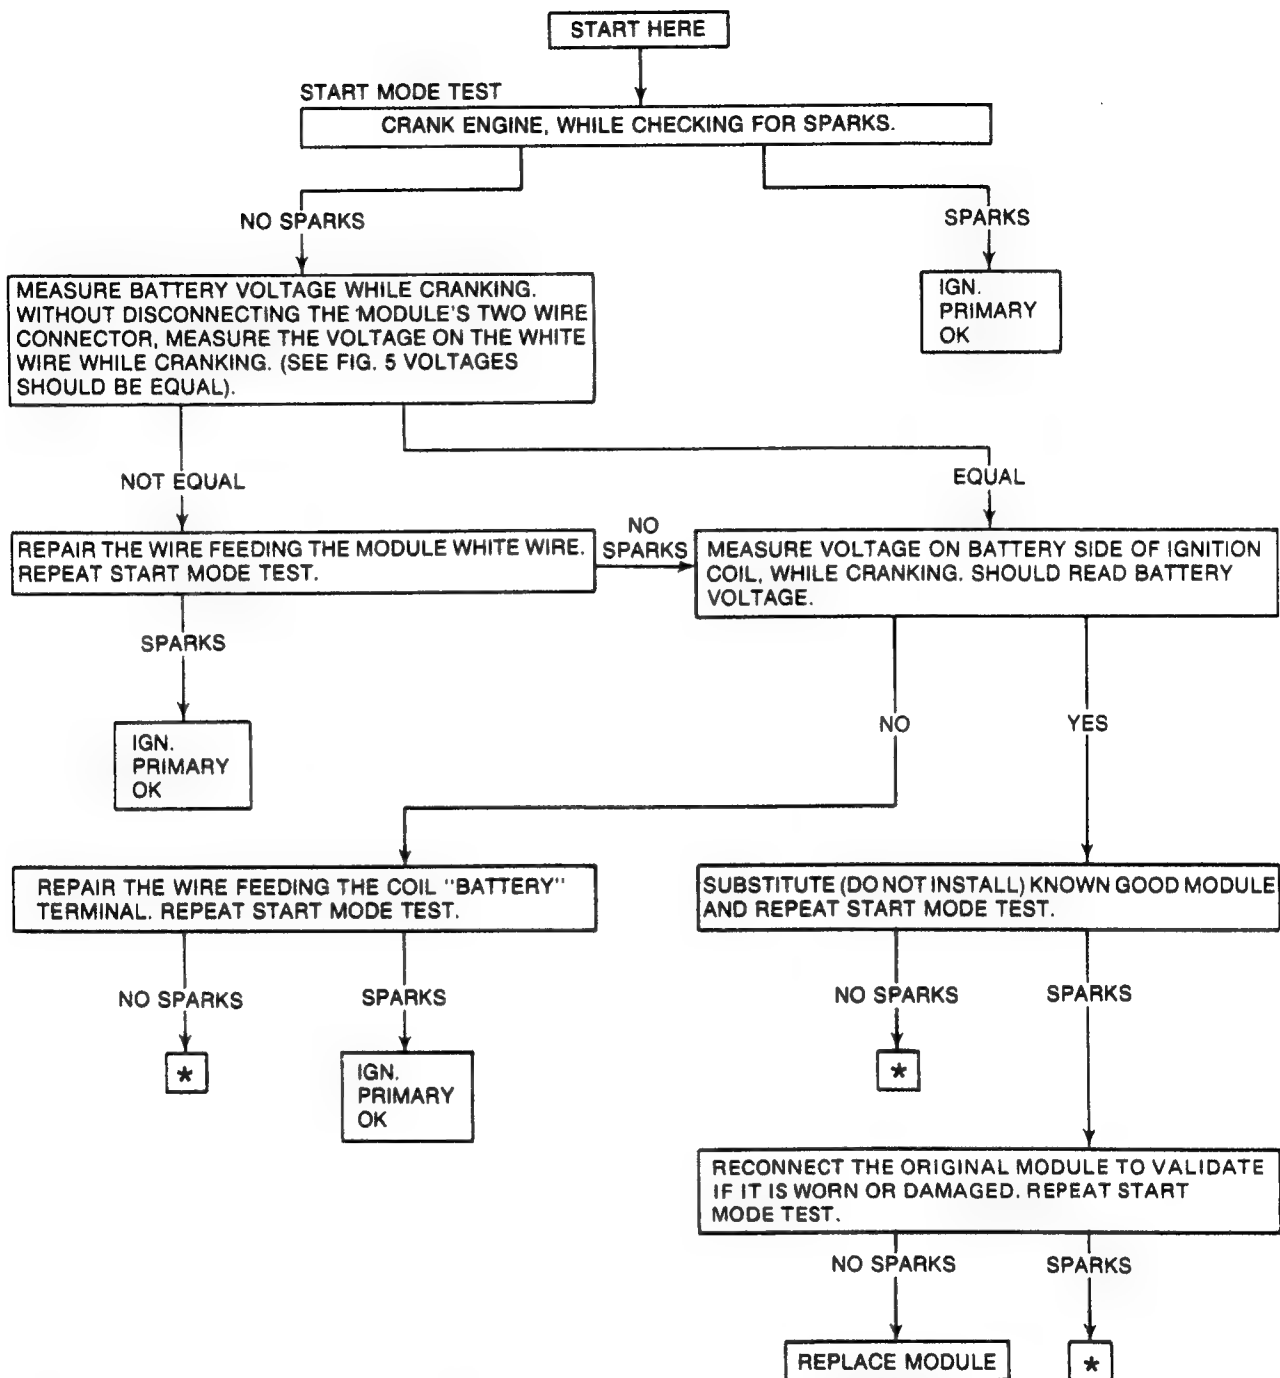 START HERE
START MODE TEST
CRANK ENGINE, WHILE CHECKING FOR SPARKS.
NO SPARKS
SPARKS
MEASURE BATTERY VOLTAGE WHILE CRANKING.
WITHOUT DISCONNECTING THE MODULE'S TWO WIRE
CONNECTOR, MEASURE THE VOLTAGE ON THE WHITE
WIRE WHILE CRANKING. (SEE FIG. 5 VOLTAGES
SHOULD BE EQUAL).
IGN.
PRIMARY
OK
NOT EQUAL
EQUAL
REPAIR THE WIRE FEEDING THE MODULE WHITE WIRE.
REPEAT START MODE TEST.
NO
SPARKS
MEASURE VOLTAGE ON BATTERY SIDE OF IGNITION
COIL, WHILE CRANKING. SHOULD READ BATTERY
VOLTAGE.
SPARKS
IGN.
PRIMARY
OK
NO
YES
REPAIR THE WIRE FEEDING THE COIL "BATTERY"
TERMINAL. REPEAT START MODE TEST.
SUBSTITUTE (DO NOT INSTALL) KNOWN GOOD MODULE
AND REPEAT START MODE TEST.
NO SPARKS
SPARKS
NO SPARKS
SPARKS
*
IGN.
PRIMARY
OK
*
RECONNECT THE ORIGINAL MODULE TO VALIDATE
IF IT IS WORN OR DAMAGED. REPEAT START
MODE TEST.
NO SPARKS
SPARKS
REPLACE MODULE
*